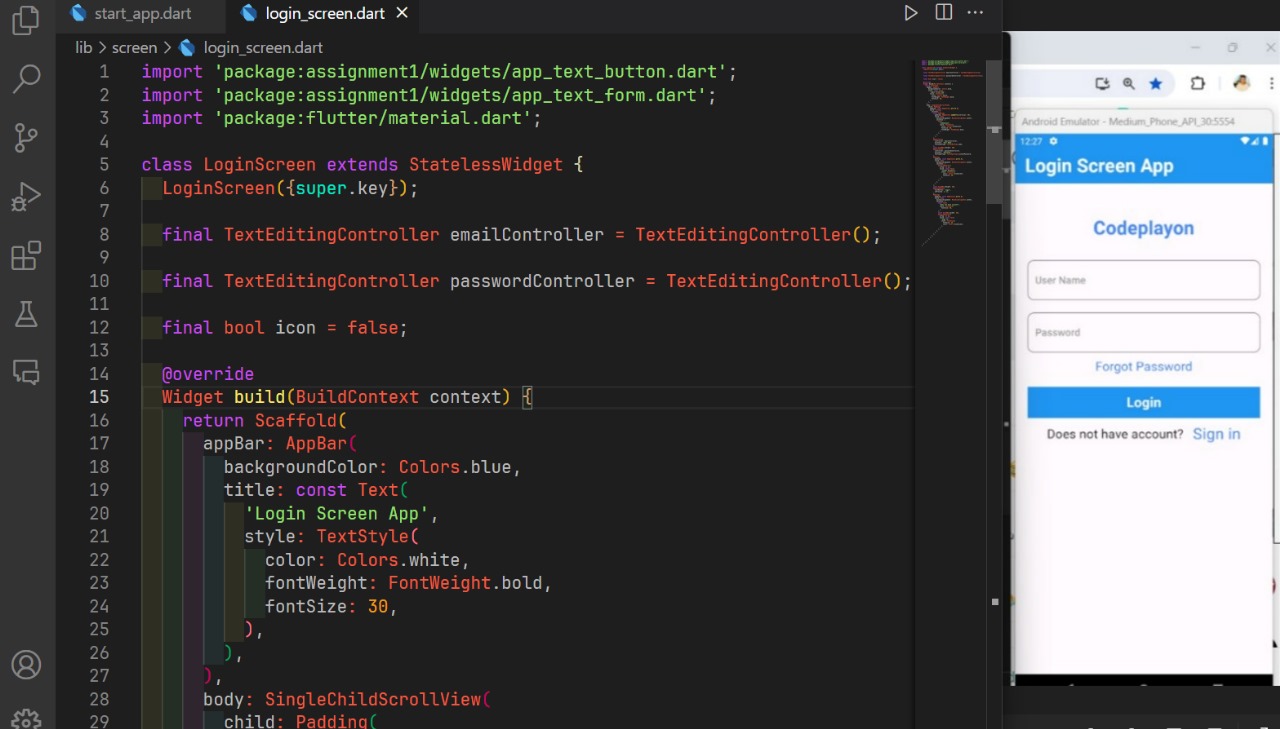 start_app.dart
login_screen.dart
lib > screen > login_screen.dart
1 import 'package:assignment1/widgets/app_text_button.dart';
2 import 'package:assignment1/widgets/app_text_form.dart';
3 import 'package:flutter/material.dart';
4
5 class LoginScreen extends StatelessWidget {
6 LoginScreen({super.key});
7
8 final TextEditingController emailController = TextEditingController();
9
10 final TextEditingController passwordController = TextEditingController();
11
12 final bool icon = false;
13
14 @override
15 Widget build(BuildContext context) {
16 return Scaffold(
17 appBar: AppBar(
18 backgroundColor: Colors.blue,
19 title: const Text(
20 'Login Screen App',
21 style: TextStyle(
22 color: Colors.white,
23 fontWeight: FontWeight.bold,
24 fontSize: 30,
25 ),
26 ),
27 ),
28 body: SingleChildScrollView(
29 child: Padding(
Android Emulator - Medium_Phone_API_30:5554
12:27
Login Screen App
Codeplayon
User Name
Password
Forgot Password
Login
Does not have account? Sign in